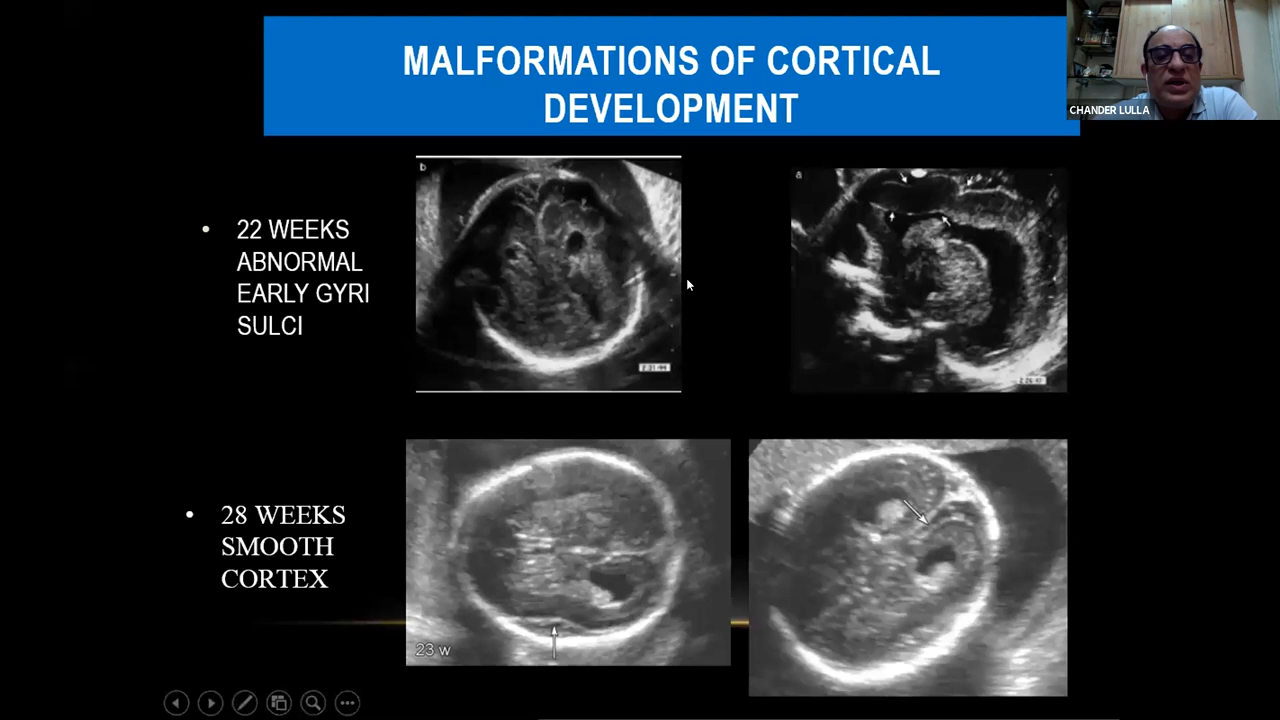 MALFORMATIONS OF CORTICAL
DEVELOPMENT
CHANDER LULLA
• 22 WEEKS
ABNORMAL
EARLY GYRI
SULCI
b
a
• 28 WEEKS
SMOOTH
CORTEX
23 w